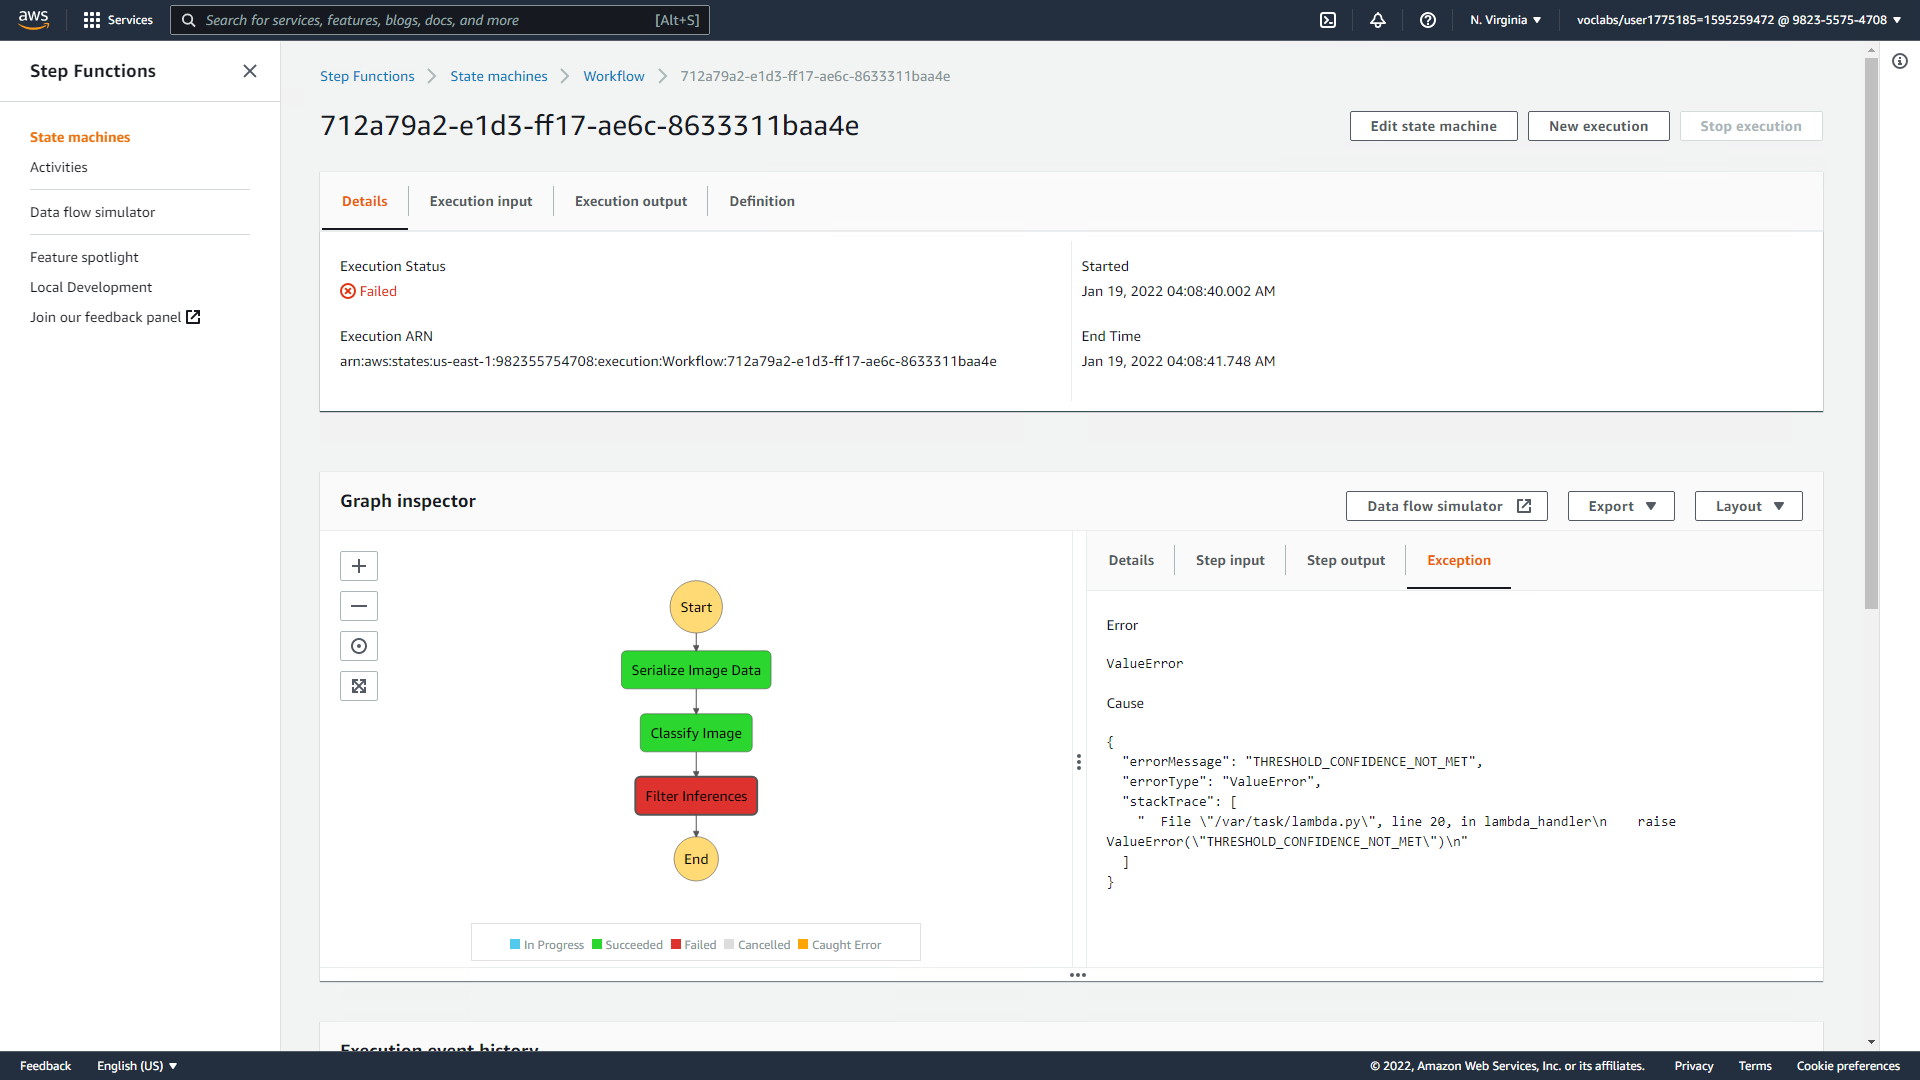 aws
Services
Search for services, features, blogs, docs, and more
[Alt+S]
N. Virginia
voclabs/user1775185=1595259472 @ 9823-5575-4708
Step Functions
State machines
Activities
Data flow simulator
Feature spotlight
Local Development
Join our feedback panel
Step Functions
State machines
Workflow
712a79a2-e1d3-ff17-ae6c-8633311baa4e
712a79a2-e1d3-ff17-ae6c-8633311baa4e
Edit state machine
New execution
Stop execution
Details
Execution input
Execution output
Definition
Execution Status
Failed
Execution ARN
arn:aws:states:us-east-1:982355754708:execution:Workflow:712a79a2-e1d3-ff17-ae6c-8633311baa4e
Started
Jan 19, 2022 04:08:40.002 AM
End Time
Jan 19, 2022 04:08:41.748 AM
Graph inspector
Data flow simulator
Export
Layout
Start
Serialize Image Data
Classify Image
Filter Inferences
End
In Progress
Succeeded
Failed
Cancelled
Caught Error
Details
Step input
Step output
Exception
Error
ValueError
Cause
{
"errorMessage": "THRESHOLD_CONFIDENCE_NOT_MET",
"errorType": "ValueError",
"stackTrace": [
"  File \"/var/task/lambda.py\", line 20, in lambda_handler\n    raise
ValueError(\"THRESHOLD_CONFIDENCE_NOT_MET\")\n"
]
}
Execution event history
Feedback
English (US)
© 2022, Amazon Web Services, Inc. or its affiliates.
Privacy
Terms
Cookie preferences